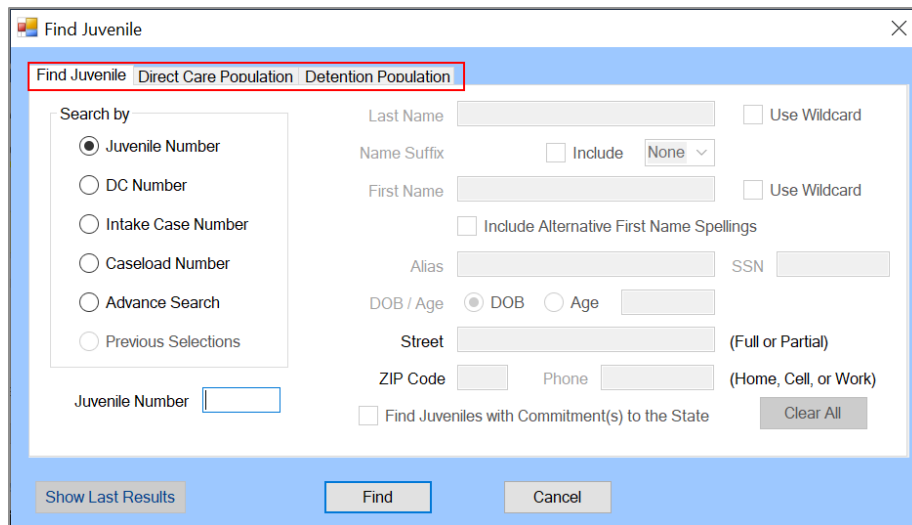 Find Juvenile
Find Juvenile Direct Care Population Detention Population
Search by
Juvenile Number
DC Number
Intake Case Number
Caseload Number
Advance Search
Previous Selections
Juvenile Number
Last Name Use Wildcard
Name Suffix Include None
First Name Use Wildcard
Include Alternative First Name Spellings
Alias SSN
DOB / Age DOB Age
Street (Full or Partial)
ZIP Code Phone (Home, Cell, or Work)
Find Juveniles with Commitment(s) to the State Clear All
Show Last Results Find Cancel